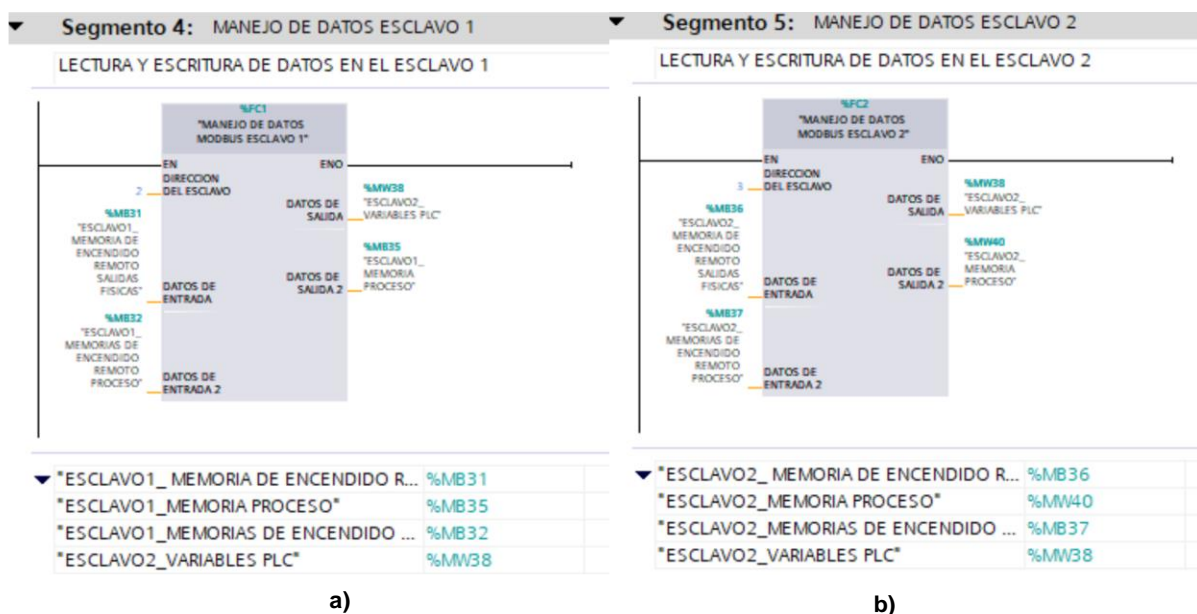 Segmento 4: MANEJO DE DATOS ESCLAVO 1
LECTURA Y ESCRITURA DE DATOS EN EL ESCLAVO 1
%FC1
"MANEJO DE DATOS
MODBUS ESCLAVO 1"
EN
ENO
2
DIRECCION
DEL ESCLAVO
%MB31
"ESCLAVO1_
MEMORIA DE
ENCENDIDO
REMOTO
SALIDAS
FISICAS"
DATOS DE
ENTRADA
%MB32
"ESCLAVO1_
MEMORIAS DE
ENCENDIDO
REMOTO
PROCESO"
DATOS DE
ENTRADA 2
DATOS DE
SALIDA
%MW38
"ESCLAVO2_
VARIABLES PLC"
DATOS DE
SALIDA 2
%MB35
"ESCLAVO1_
MEMORIA
PROCESO"
"ESCLAVO1_ MEMORIA DE ENCENDIDO R... %MB31
"ESCLAVO1_MEMORIA PROCESO" %MB35
"ESCLAVO1_MEMORIAS DE ENCENDIDO ... %MB32
"ESCLAVO2_VARIABLES PLC" %MW38
a)
Segmento 5: MANEJO DE DATOS ESCLAVO 2
LECTURA Y ESCRITURA DE DATOS EN EL ESCLAVO 2
%FC2
"MANEJO DE DATOS
MODBUS ESCLAVO 2"
EN
ENO
3
DIRECCION
DEL ESCLAVO
%MB36
"ESCLAVO2_
MEMORIA DE
ENCENDIDO
REMOTO
SALIDAS
FISICAS"
DATOS DE
ENTRADA
%MB37
"ESCLAVO2_
MEMORIAS DE
ENCENDIDO
REMOTO
PROCESO"
DATOS DE
ENTRADA 2
DATOS DE
SALIDA
%MW38
"ESCLAVO2_
VARIABLES PLC"
DATOS DE
SALIDA 2
%MW40
"ESCLAVO2_
MEMORIA
PROCESO"
"ESCLAVO2_ MEMORIA DE ENCENDIDO R... %MB36
"ESCLAVO2_MEMORIA PROCESO" %MW40
"ESCLAVO2_MEMORIAS DE ENCENDIDO ... %MB37
"ESCLAVO2_VARIABLES PLC" %MW38
b)